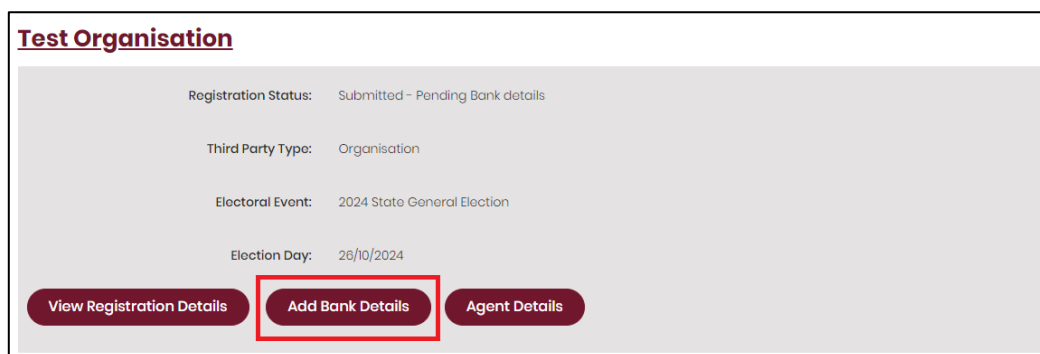 Test Organisation
Registration Status: Submitted - Pending Bank details
Third Party Type: Organisation
Electoral Event: 2024 State General Election
Election Day: 26/10/2024
View Registration Details Add Bank Details Agent Details